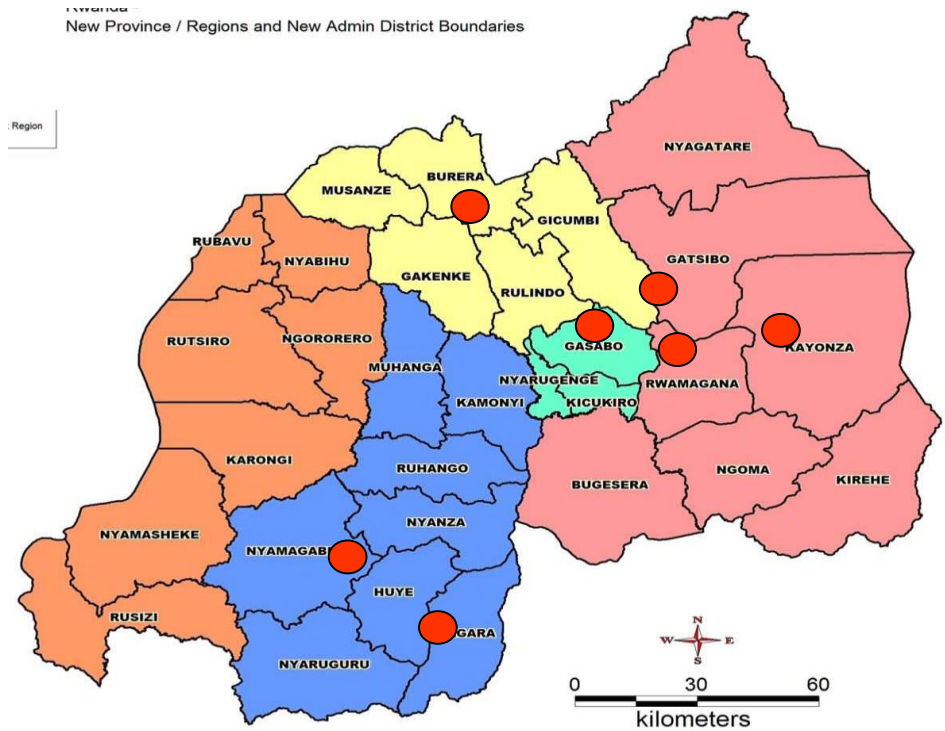 New Province / Regions and New Admin District Boundaries
Region
NYAGATARE
BURERA
MUSANZE
GICUMBI
RUBAVU
NYABIHU
GATSIBO
GAKENKE
RULINDO
RUTSIRO
NGORORERO
GASABO
KAYONZA
MUHANGA
NYARUGENGE
RWAMAGANA
KAMONYI
KICUKIRO
KARONGI
RUHANGO
NGOMA
BUGESERA
KIREHE
NYANZA
NYAMASHEKE
NYAMAGAB
HUYE
RUSIZI
GARA
NYARUGURU
N
W E
S
0 30 60
kilometers